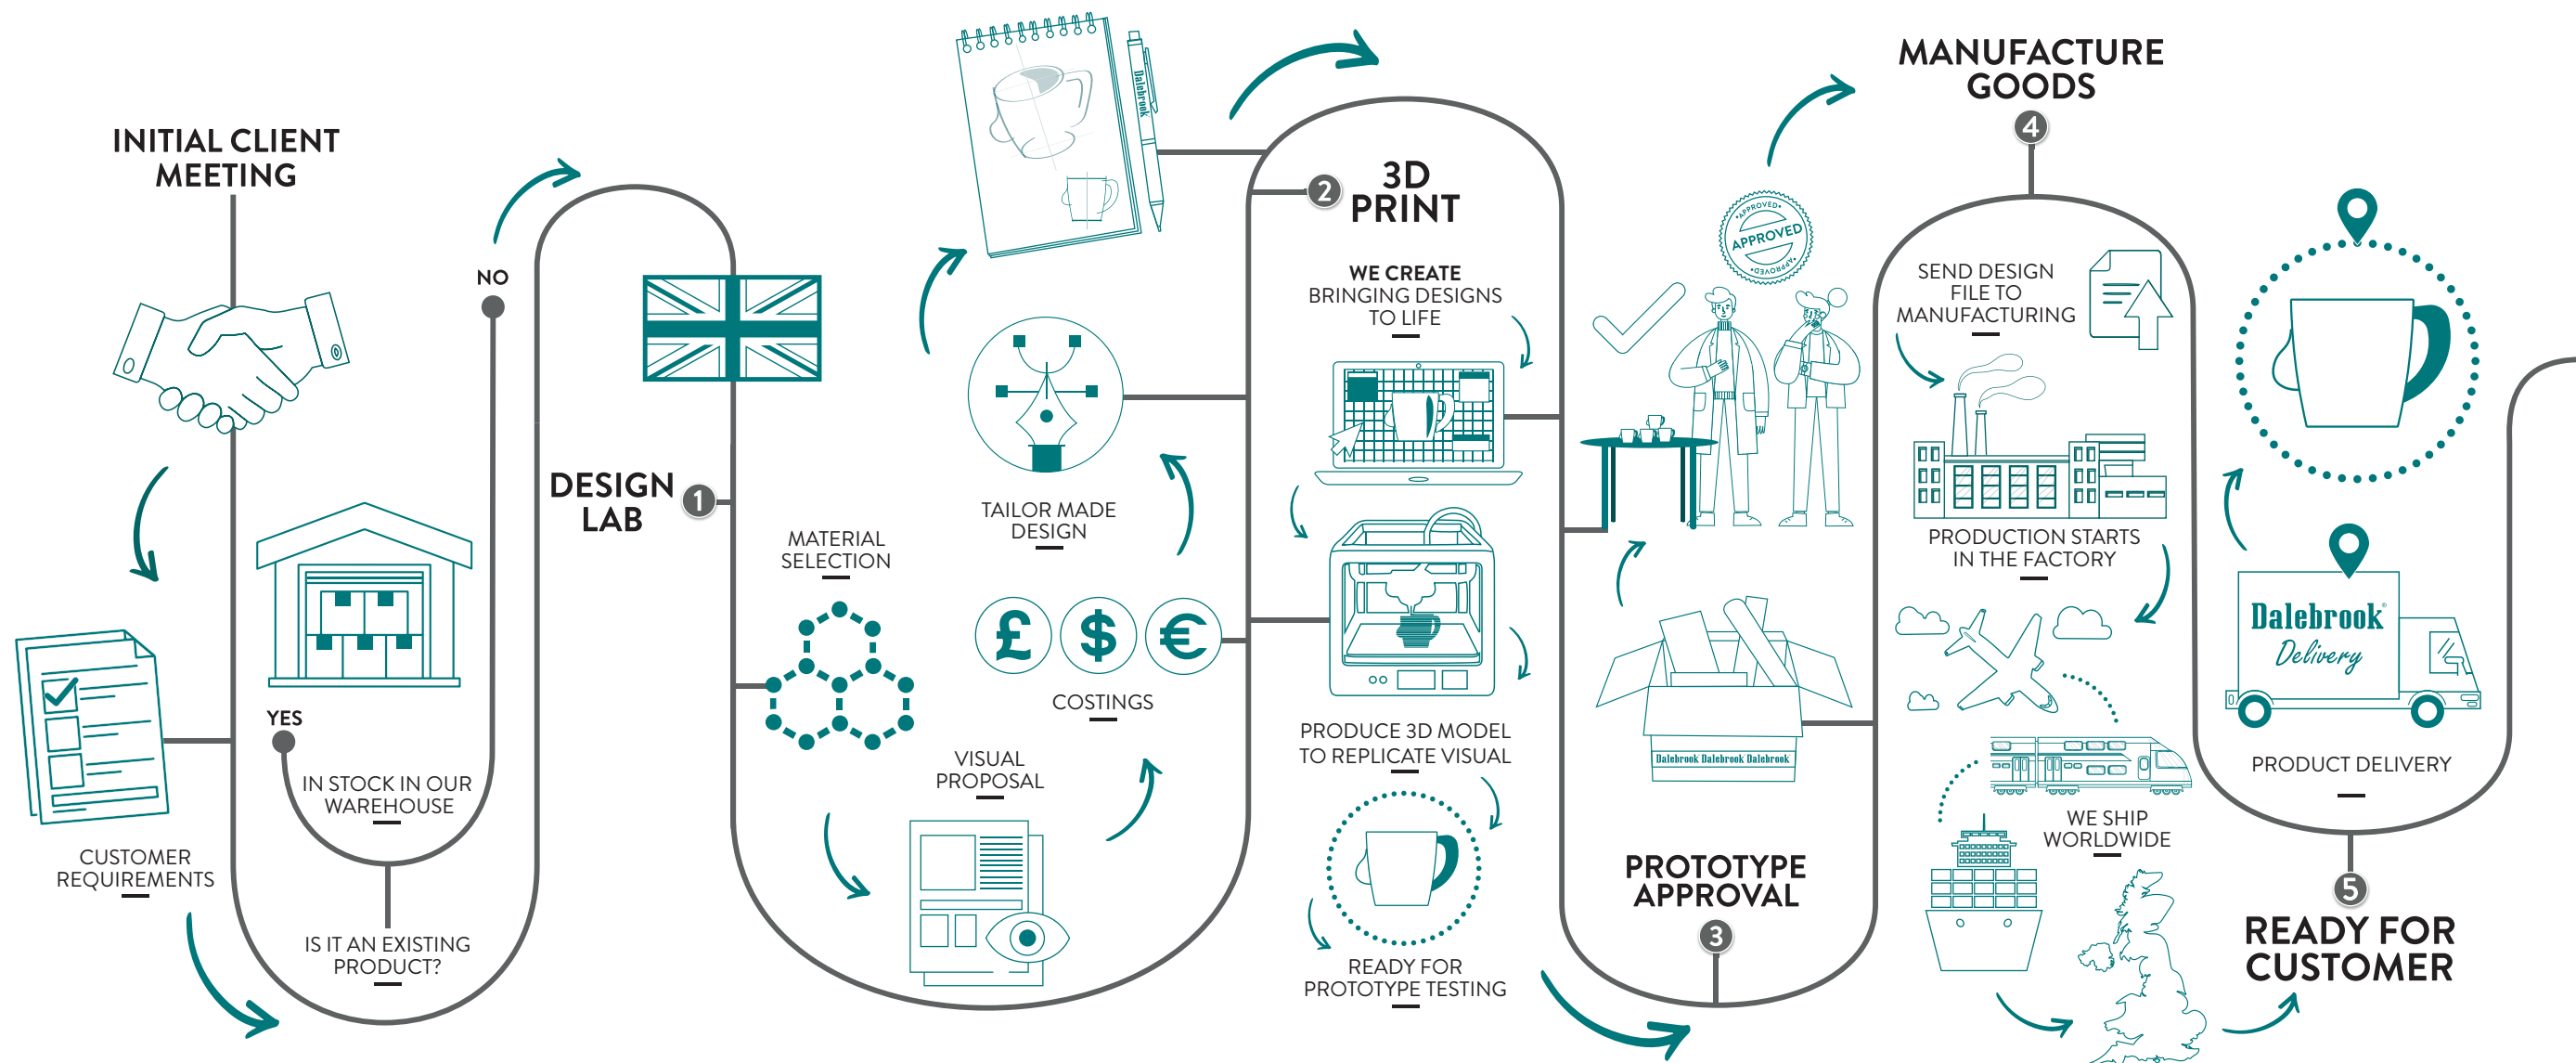 INITIAL CLIENT
MEETING
CUSTOMER
REQUIREMENTS
IS IT AN EXISTING
PRODUCT?
YES
IN STOCK IN OUR
WAREHOUSE
NO
DESIGN
LAB
1
MATERIAL
SELECTION
VISUAL
PROPOSAL
£ $ €
COSTINGS
TAILOR MADE
DESIGN
Dalebrook
2
3D
PRINT
WE CREATE
BRINGING DESIGNS
TO LIFE
PRODUCE 3D MODEL
TO REPLICATE VISUAL
READY FOR
PROTOTYPE TESTING
PROTOTYPE
APPROVAL
3
Dalebrook Dalebrook Dalebrook
•APPROVED•
APPROVED
•APPROVED•
MANUFACTURE
GOODS
4
SEND DESIGN
FILE TO
MANUFACTURING
PRODUCTION STARTS
IN THE FACTORY
WE SHIP
WORLDWIDE
Dalebrook®
Delivery
PRODUCT DELIVERY
5
READY FOR
CUSTOMER